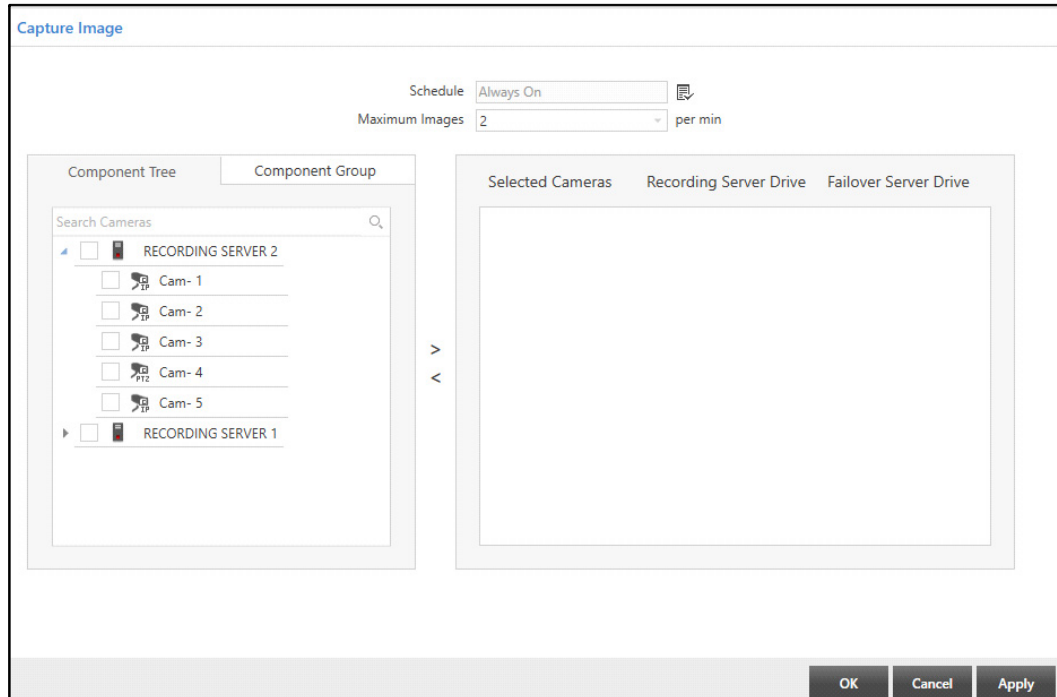 Capture Image
Schedule Always On
Maximum Images 2 per min
Component Tree Component Group
Search Cameras
RECORDING SERVER 2
Cam- 1
Cam- 2
Cam- 3
Cam- 4
Cam- 5
RECORDING SERVER 1
>
<
Selected Cameras Recording Server Drive Failover Server Drive
OK Cancel Apply